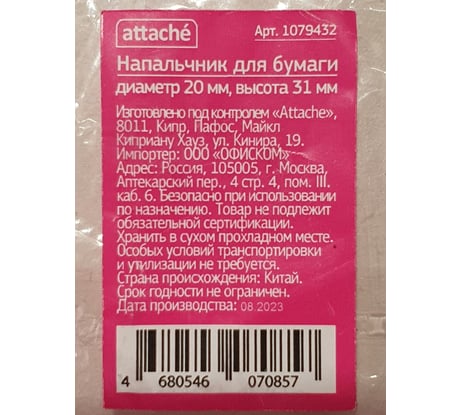 attaché
Арт. 1079432
Напальчник для бумаги
диаметр 20 мм, высота 31 мм
Изготовлено под контролем «Attache»,
8011, Кипр, Пафос, Майкл
Киприану Хауз, ул. Кинира, 19.
Импортер: ООО «ОФИСКОМ»
Адрес: Россия, 105005, г. Москва,
Аптекарский пер., 4 стр. 4, пом. III.
каб. 6. Безопасно при использовании
по назначению. Товар не подлежит
обязательной сертификации.
Хранить в сухом прохладном месте.
Особых условий транспортировки
и утилизации не требуется.
Страна происхождения: Китай.
Срок годности не ограничен.
Дата производства: 08.2023
4 680546 070857